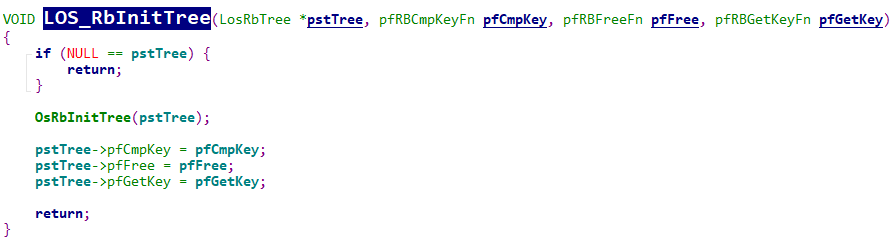 VOID LOS_RbInitTree(LosRbTree *pstTree, pfRBCmpKeyFn pfCmpKey, pfRBFreeFn pfFree, pfRBGetKeyFn pfGetKey)
{
    if (NULL == pstTree) {
        return;
    }

    OsRbInitTree(pstTree);

    pstTree->pfCmpKey = pfCmpKey;
    pstTree->pfFree = pfFree;
    pstTree->pfGetKey = pfGetKey;

    return;
}